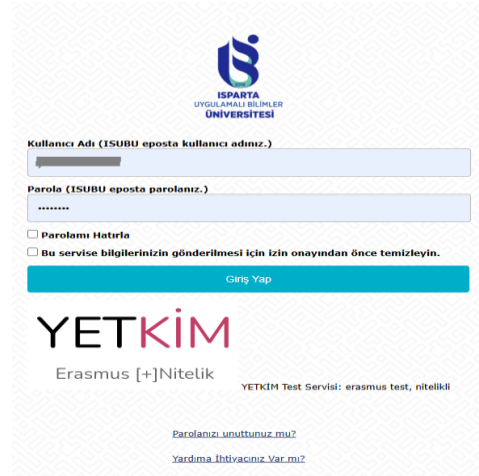 ISPARTA
UYGULAMALI BİLİMLER
ÜNİVERSİTESİ
Kullanıcı Adı (ISUBU eposta kullanıcı adınız.)
Parola (ISUBU eposta parolanız.)
••••••••
Parolamı Hatırla
Bu servise bilgilerinizin gönderilmesi için izin onayından önce temizleyin.
Giriş Yap
YETKİM
Erasmus [+]Nitelik
YETKİM Test Servisi: erasmus test, nitelikli
Parolanızı unuttunuz mu?
Yardıma İhtiyacınız Var mı?